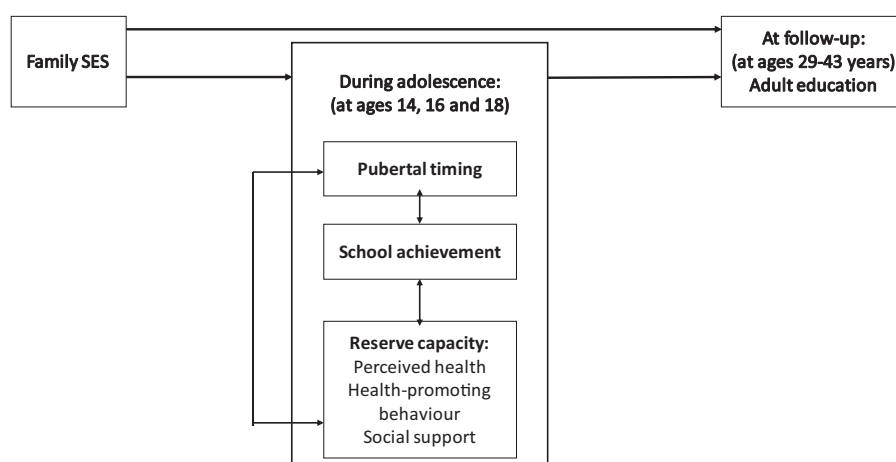 Family SES
At follow-up:
(at ages 29-43 years)
Adult education
During adolescence:
(at ages 14, 16 and 18)
Pubertal timing
School achievement
Reserve capacity:
Perceived health
Health-promoting
behaviour
Social support